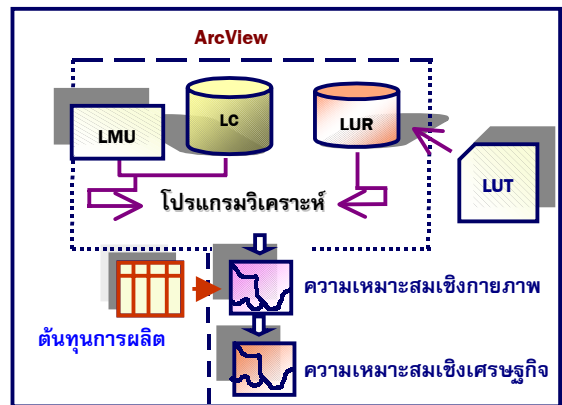 ArcView
LMU
LC
LUR
LUT
โปรแกรมวิเคราะห์
ความเหมาะสมเชิงกายภาพ
ต้นทุนการผลิต
ความเหมาะสมเชิงเศรษฐกิจ